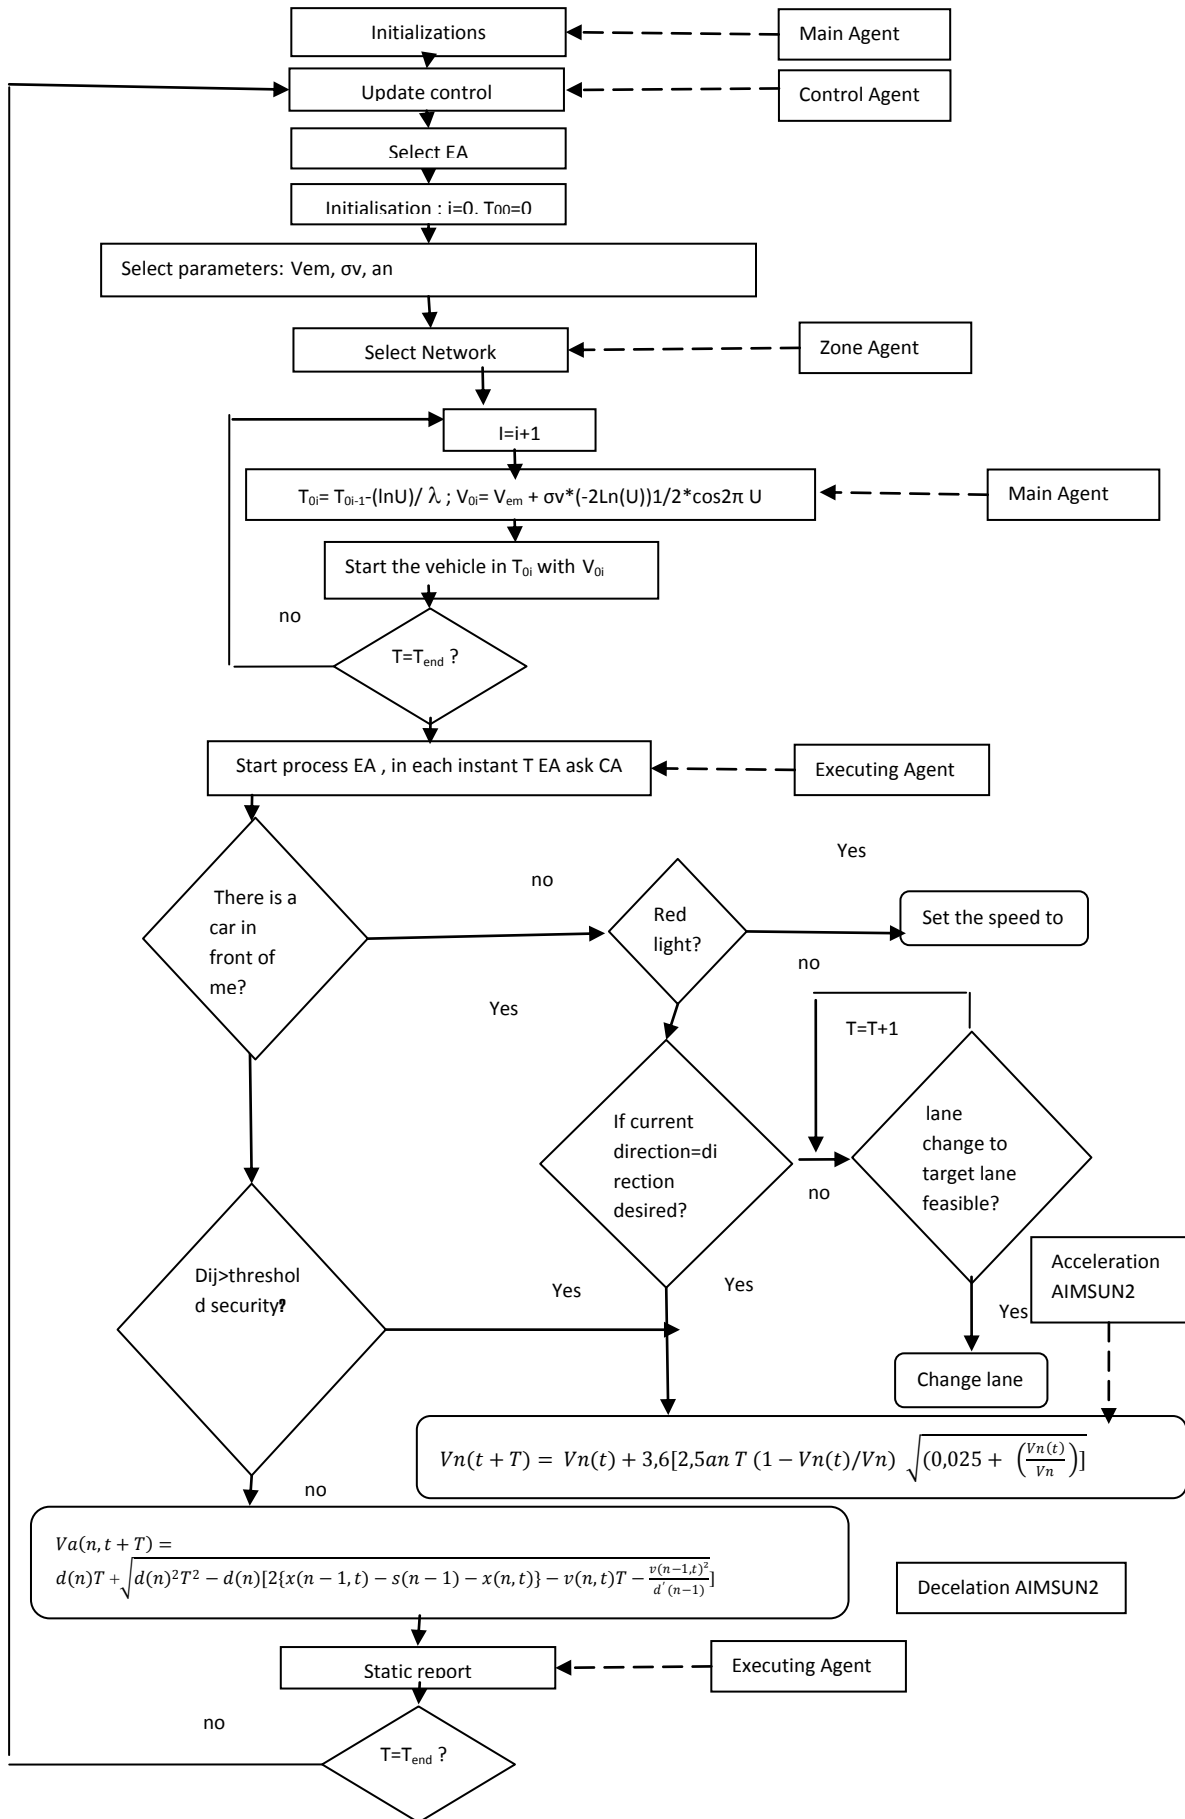 Initializations
Main Agent
Update control
Control Agent
Select EA
Initialisation : i=0, T00=0
Select parameters: Vem, σv, an
Select Network
Zone Agent
I=i+1
T0i= T0i-1-(lnU)/ λ ; V0i= Vem + σv*(-2Ln(U))1/2*cos2π U
Main Agent
Start the vehicle in T0i with V0i
no
T=Tend ?
Start process EA , in each instant T EA ask CA
Executing Agent
There is a
car in
front of
me?
no
Red
light?
Yes
Set the speed to
no
Yes
T=T+1
If current
direction=di
rection
desired?
no
lane
change to
target lane
feasible?
Dij>threshol
d security?
Yes
Yes
Yes
Acceleration
AIMSUN2
Change lane
Vn(t + T) = Vn(t) + 3,6[2,5an T (1 − Vn(t)/Vn) √(0,025 + (Vn(t)/Vn)]
no
Va(n, t + T) =
d(n)T + √d(n)²T² − d(n)[2{x(n − 1, t) − s(n − 1) − x(n, t)} − v(n, t)T − v(n−1,t)²/d′(n−1)]
Decelation AIMSUN2
Static report
Executing Agent
no
T=Tend ?